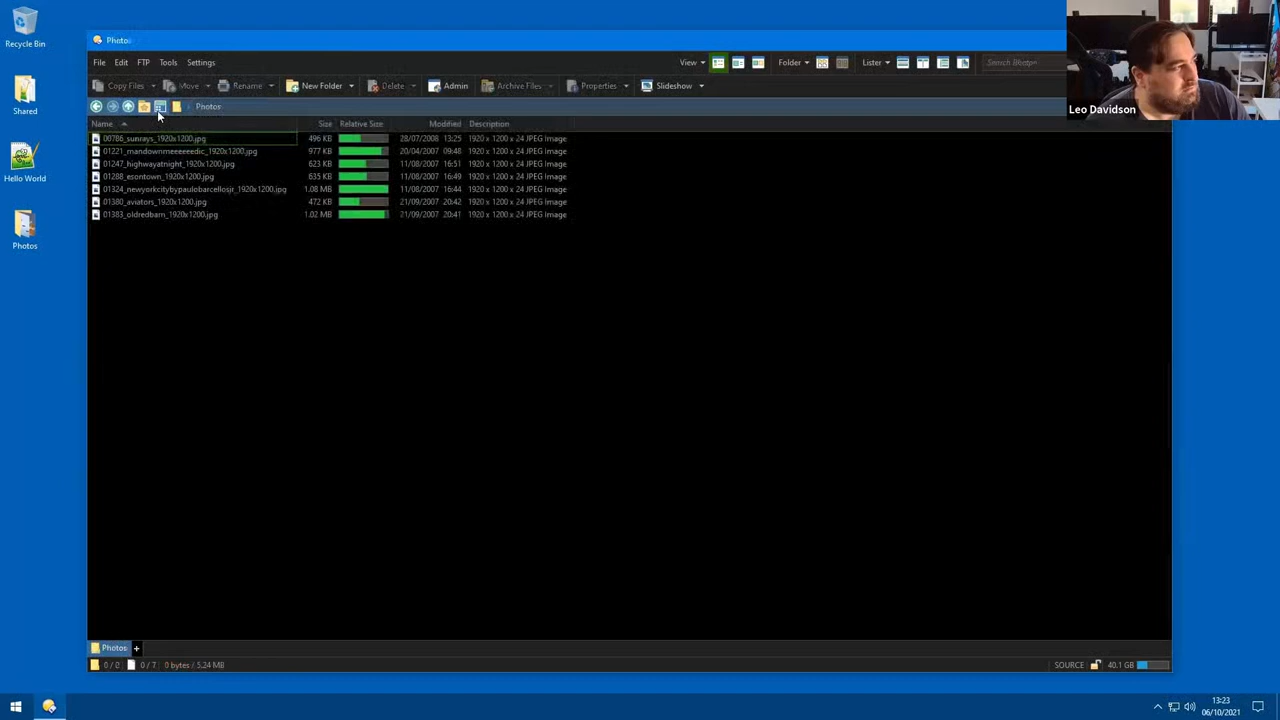 Recycle Bin
Shared
Hello World
Photos
Photos
File Edit FTP Tools Settings
View Folder Lister
Copy Files Move Rename New Folder Delete Admin Archive Files Properties Slideshow
Photos
Name Size Relative Size Modified Description
00786_sunrays_1920x1200.jpg 496 KB 28/07/2008 13:25 1920 x 1200 x 24 JPEG Image
01221_mandownmeeeeeedic_1920x1200.jpg 977 KB 20/04/2007 09:48 1920 x 1200 x 24 JPEG Image
01247_highwayatnight_1920x1200.jpg 623 KB 11/08/2007 16:51 1920 x 1200 x 24 JPEG Image
01288_esontown_1920x1200.jpg 635 KB 11/08/2007 16:49 1920 x 1200 x 24 JPEG Image
01324_newyorkcitybypaulobarcellosjr_1920x1200.jpg 1.08 MB 11/08/2007 16:44 1920 x 1200 x 24 JPEG Image
01380_aviators_1920x1200.jpg 472 KB 21/09/2007 20:42 1920 x 1200 x 24 JPEG Image
01383_oldredbarn_1920x1200.jpg 1.02 MB 21/09/2007 20:41 1920 x 1200 x 24 JPEG Image
Leo Davidson
Photos +
0 / 0 0 / 7 0 bytes / 5.24 MB SOURCE 40.1 GB
13:23
06/10/2021